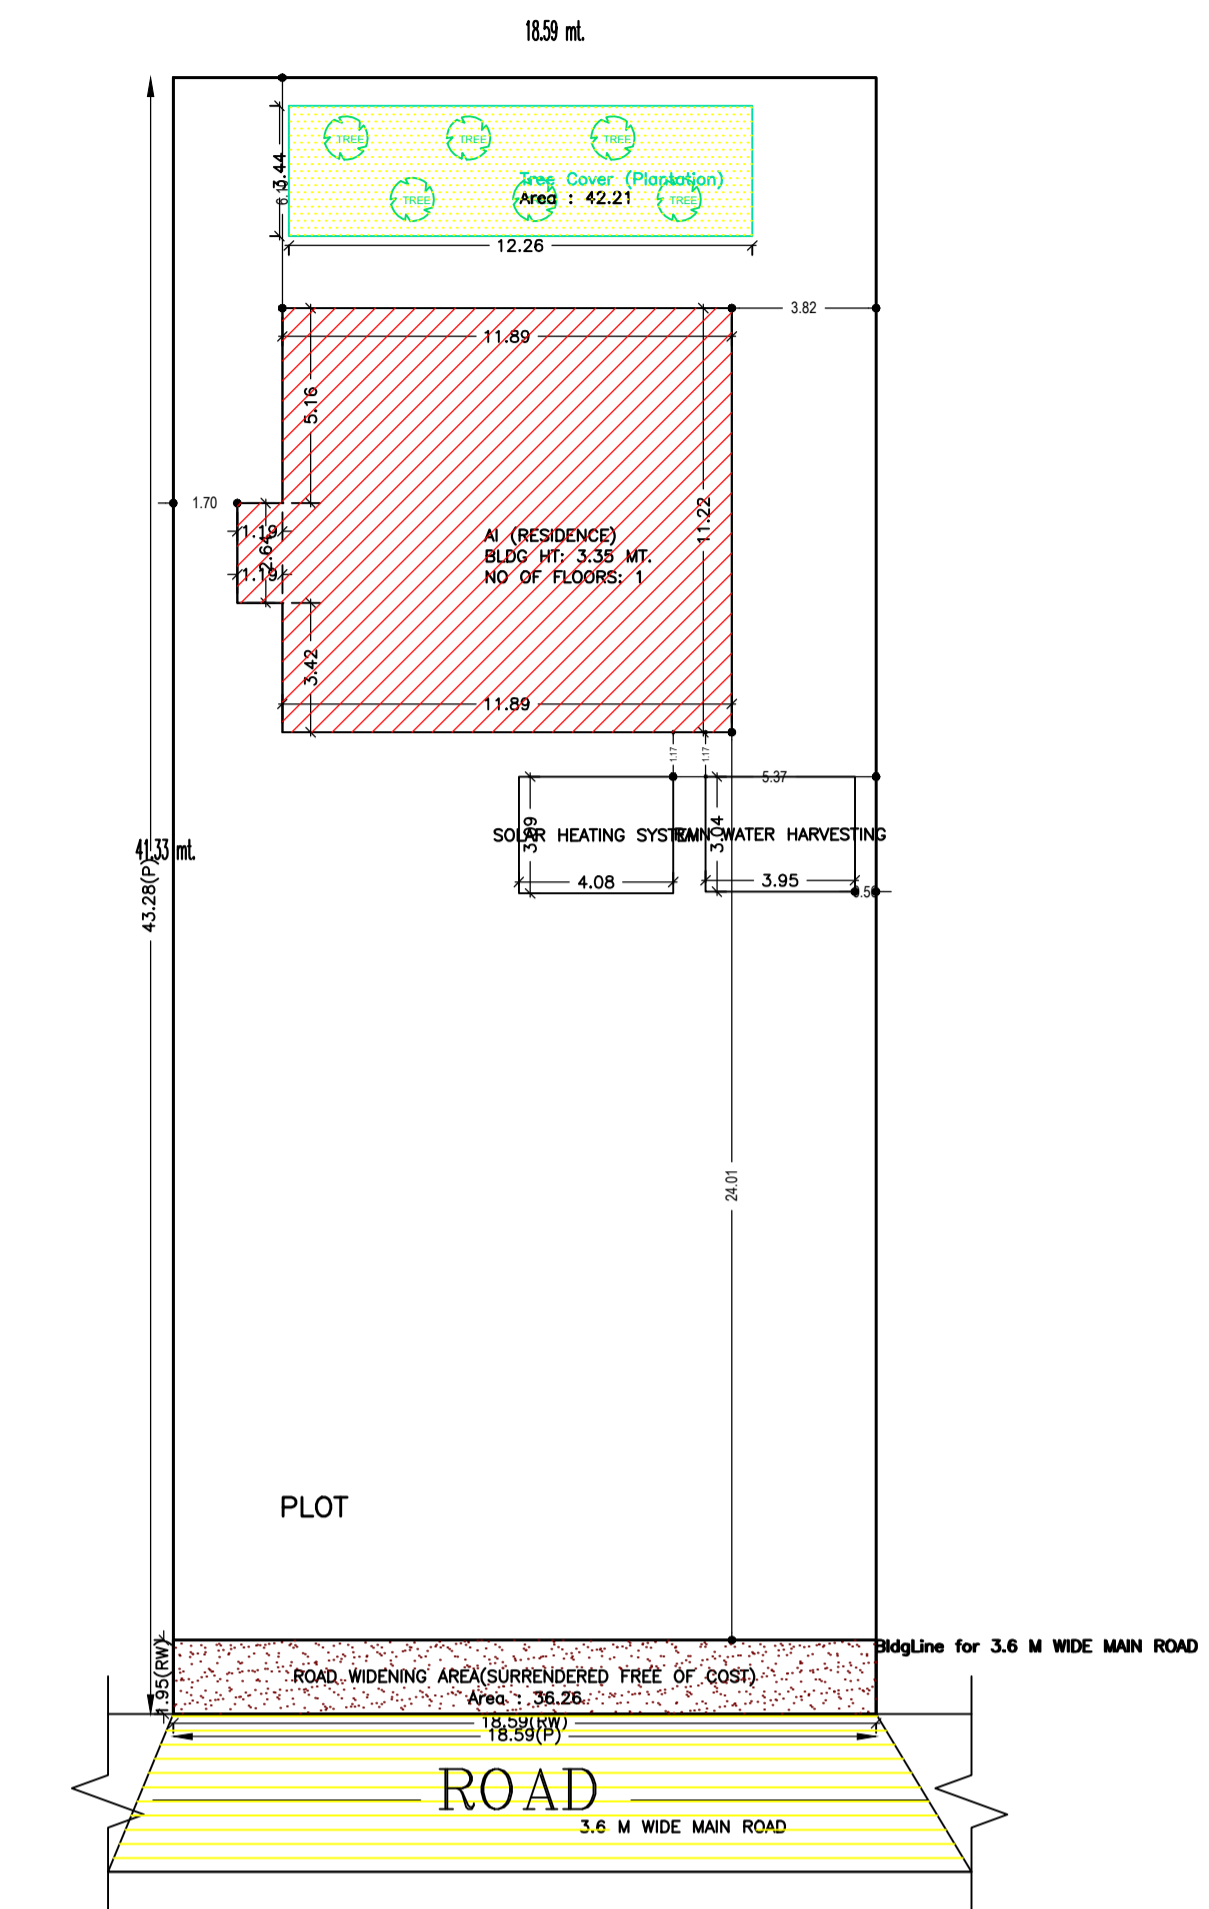 18.59 mt.
TREE
TREE
TREE
3.44
Tree Cover (Plantation)
TREE
TREE
Area : 42.21
12.26
3.82
11.89
5.16
1.70
11.22
1.19
2.64
AI (RESIDENCE)
BLDG HT: 3.35 MT.
1.19
NO OF FLOORS: 1
3.42
11.89
1.17
1.17
5.37
SOLAR HEATING SYSTEM
RAIN WATER HARVESTING
3.04
41.33 mt.
43.28(P)
4.08
3.95
24.01
PLOT
BldgLine for 3.6 M WIDE MAIN ROAD
1.95(RW)
ROAD WIDENING AREA(SURRENDERED FREE OF COST)
Area : 36.26
18.59(RW)
18.59(P)
ROAD
3.6 M WIDE MAIN ROAD